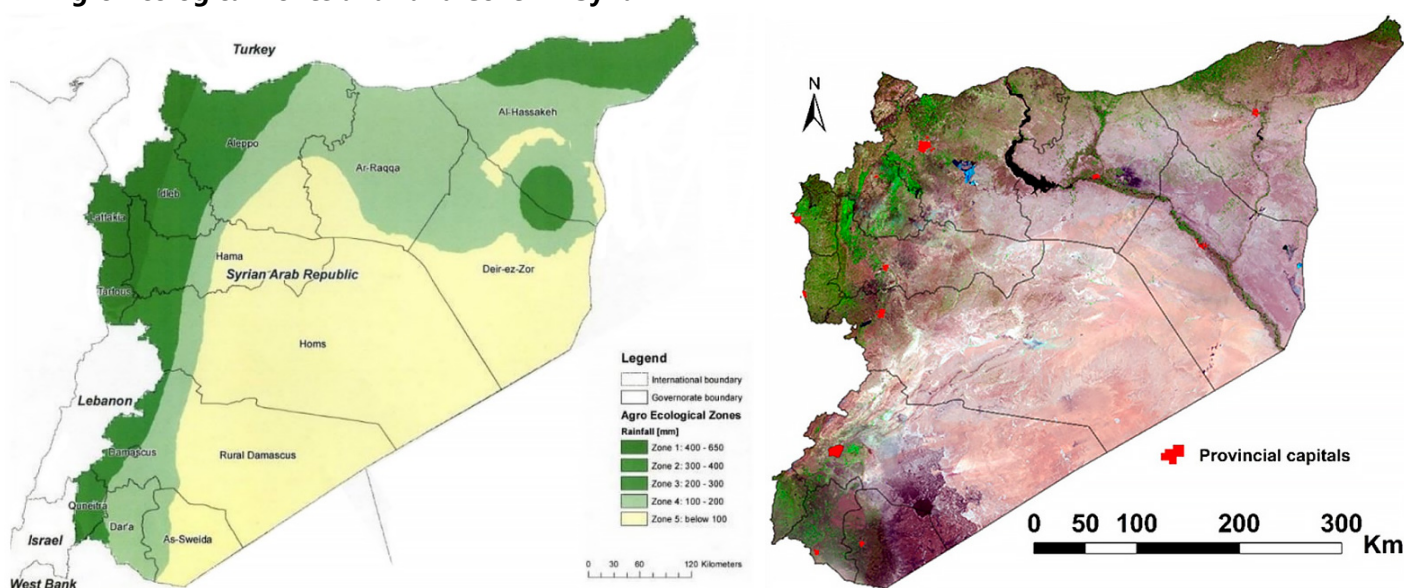 Turkey
Al-Hassakeh
Aleppo
Ar-Raqqa
Idleb
Lattakia
Hama
Syrian Arab Republic
Deir-ez-Zor
Tartous
Homs
Lebanon
Damascus
Rural Damascus
Quneitra
Dar'a
Israel
As-Sweida
West Bank
Legend
International boundary
Governorate boundary
Agro Ecological Zones
Rainfall [mm]
Zone 1: 400 - 650
Zone 2: 300 - 400
Zone 3: 200 - 300
Zone 4: 100 - 200
Zone 5: below 100
0 30 60 120 Kilometers
N
Provincial capitals
0 50 100 200 300
Km